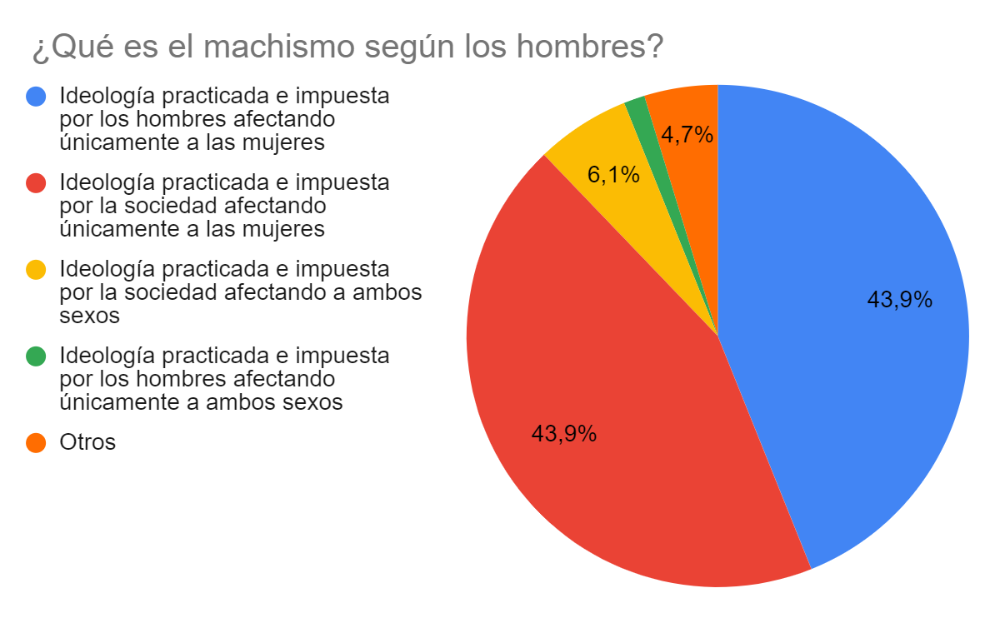 ¿Qué es el machismo según los hombres?
Ideología practicada e impuesta
por los hombres afectando
únicamente a las mujeres
Ideología practicada e impuesta
por la sociedad afectando
únicamente a las mujeres
Ideología practicada e impuesta
por la sociedad afectando a ambos
sexos
Ideología practicada e impuesta
por los hombres afectando
únicamente a ambos sexos
Otros
4,7%
6,1%
43,9%
43,9%